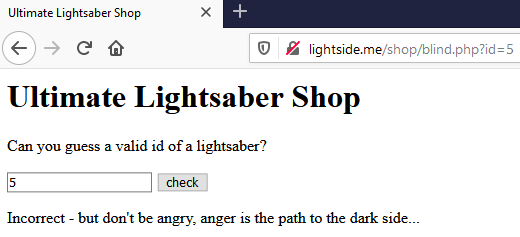 Ultimate Lightsaber Shop
lightside.me/shop/blind.php?id=5
Ultimate Lightsaber Shop
Can you guess a valid id of a lightsaber?
5 check
Incorrect - but don't be angry, anger is the path to the dark side...